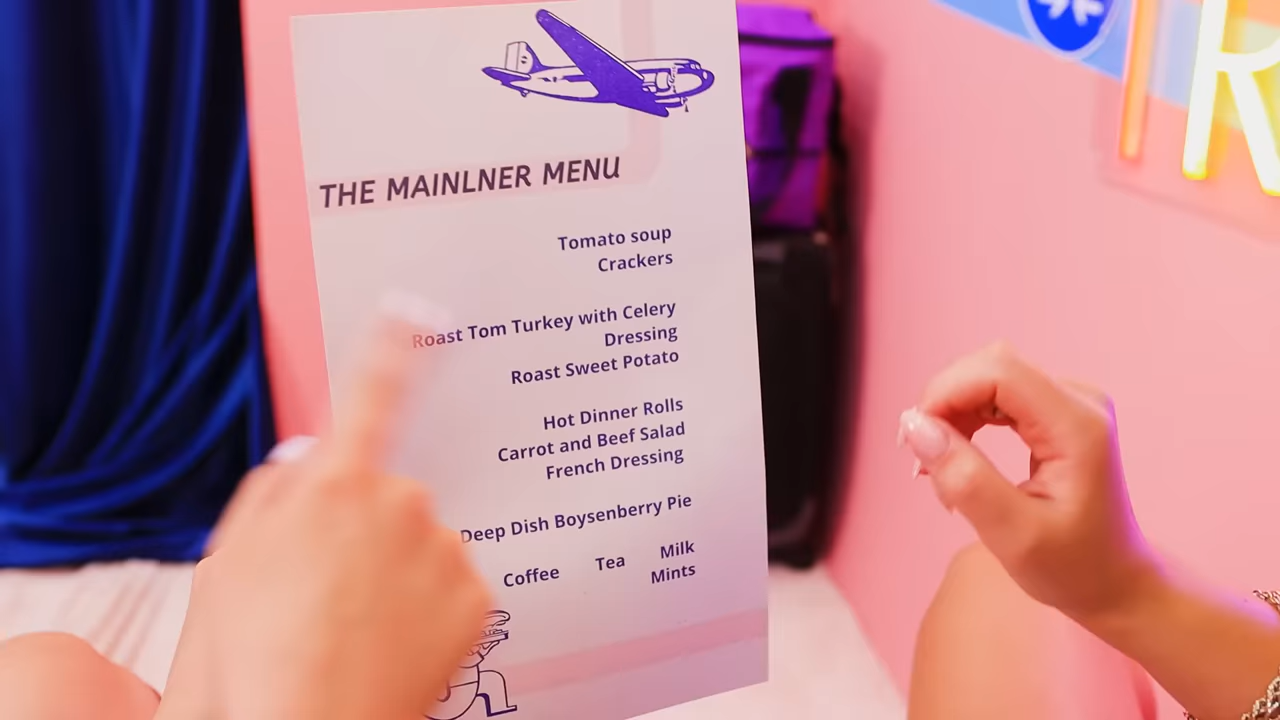 THE MAINLNER MENU
Tomato soup
Crackers
Roast Tom Turkey with Celery
Dressing
Roast Sweet Potato
Hot Dinner Rolls
Carrot and Beef Salad
French Dressing
Deep Dish Boysenberry Pie
Coffee Tea Milk
Mints
R